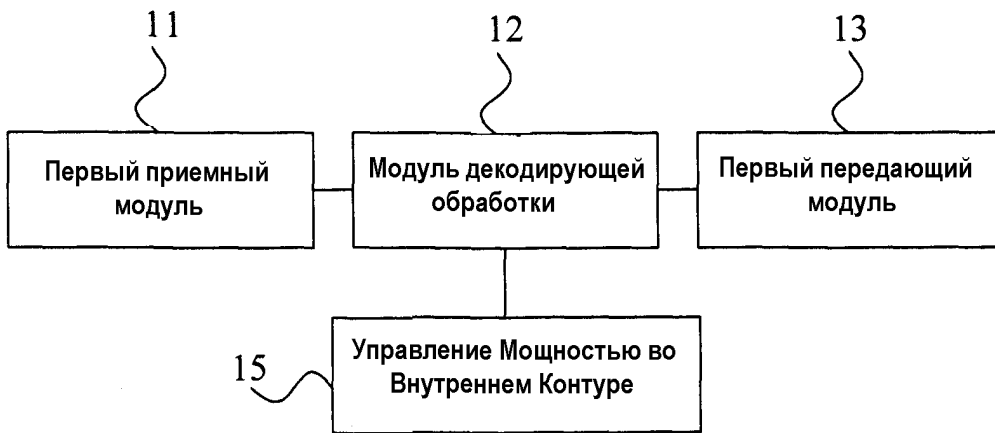 11
12
13
Первый приемный
модуль
Модуль декодирующей
обработки
Первый передающий
модуль
Управление Мощностью во
Внутреннем Контуре
15